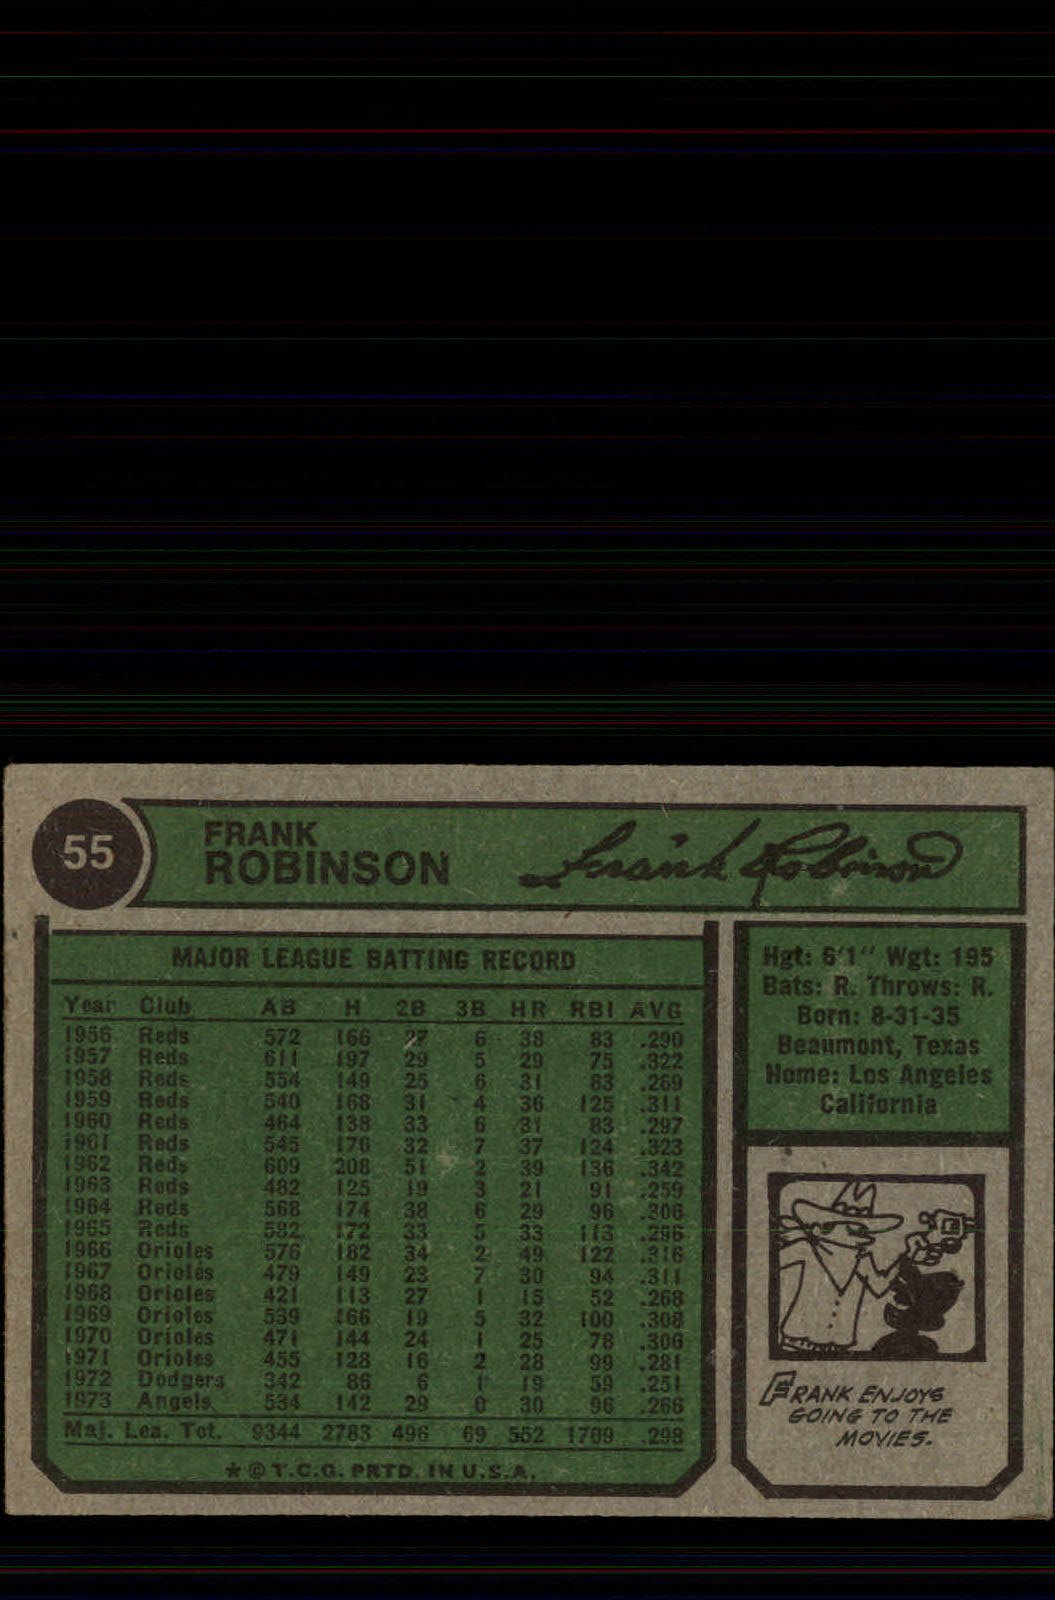 55
FRANK
ROBINSON
Frank Robinson
MAJOR LEAGUE BATTING RECORD
Year Club AB H 2B 3B HR RBI AVG
1956 Reds 572 166 27 6 38 83 .290
1957 Reds 611 197 29 5 29 75 .322
1958 Reds 554 149 25 6 31 83 .269
1959 Reds 540 168 31 4 36 125 .311
1960 Reds 464 138 33 6 31 83 .297
1961 Reds 545 176 32 7 37 124 .323
1962 Reds 609 208 51 2 39 136 .342
1963 Reds 482 125 19 3 21 91 .259
1964 Reds 568 174 38 6 29 96 .306
1965 Reds 582 172 33 5 33 113 .296
1966 Orioles 576 182 34 2 49 122 .316
1967 Orioles 479 149 23 7 30 94 .311
1968 Orioles 421 113 27 1 15 52 .268
1969 Orioles 539 166 19 5 32 100 .308
1970 Orioles 471 144 24 1 25 78 .306
1971 Orioles 455 128 16 2 28 99 .281
1972 Dodgers 342 86 6 1 19 59 .251
1973 Angels 534 142 29 0 30 96 .266
Maj. Lea. Tot. 9344 2783 496 69 552 1709 .298
* © T.C.G. PRTD. IN U.S.A.
Hgt: 6'1" Wgt: 195
Bats: R. Throws: R.
Born: 8-31-35
Beaumont, Texas
Home: Los Angeles
California
FRANK ENJOYS
GOING TO THE
MOVIES.